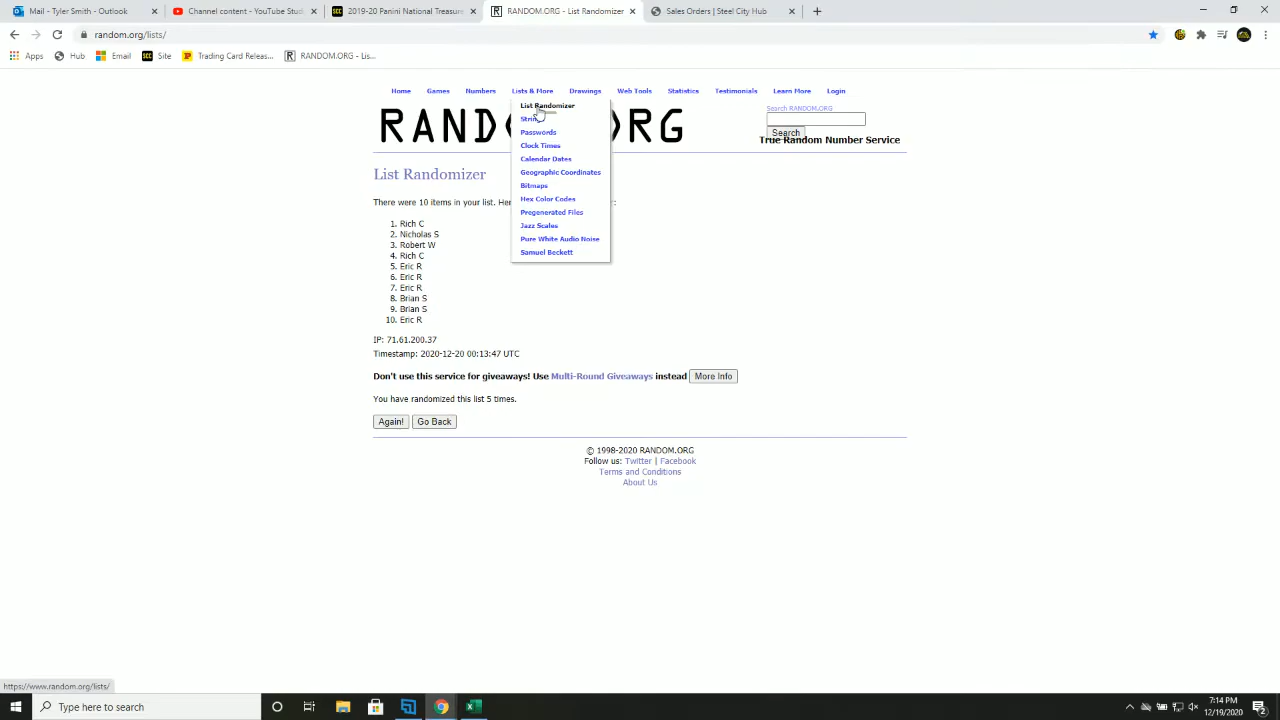 Mail - Tyler Smith - Outlook
Content - YouTube Studi
2019-20 Panini Tyranny
RANDOM.ORG - List Randomizer
Sales Orders | Steel City
random.org/lists/
Apps
Hub
Email
Site
Trading Card Releas...
RANDOM.ORG - Lis...
Home
Games
Numbers
Lists & More
Drawings
Web Tools
Statistics
Testimonials
Learn More
Login
List Randomizer
Passwords
Clock Times
Calendar Dates
Geographic Coordinates
Bitmaps
Hex Color Codes
Pregenerated Files
Jazz Scales
Pure White Audio Noise
Samuel Beckett
Search RANDOM.ORG
Search
True Random Number Service
List Randomizer
There were 10 items in your list. :
1. Rich C
2. Nicholas S
3. Robert W
4. Rich C
5. Eric R
6. Eric R
7. Eric R
8. Brian S
9. Brian S
10. Eric R
IP: 71.61.200.37
Timestamp: 2020-12-20 00:13:47 UTC
Don't use this service for giveaways! Use Multi-Round Giveaways instead More Info
You have randomized this list 5 times.
Again! Go Back
© 1998-2020 RANDOM.ORG
Follow us: Twitter | Facebook
Terms and Conditions
About Us
https://www.random.org/lists/
Type here to search
7:14 PM
12/19/2020